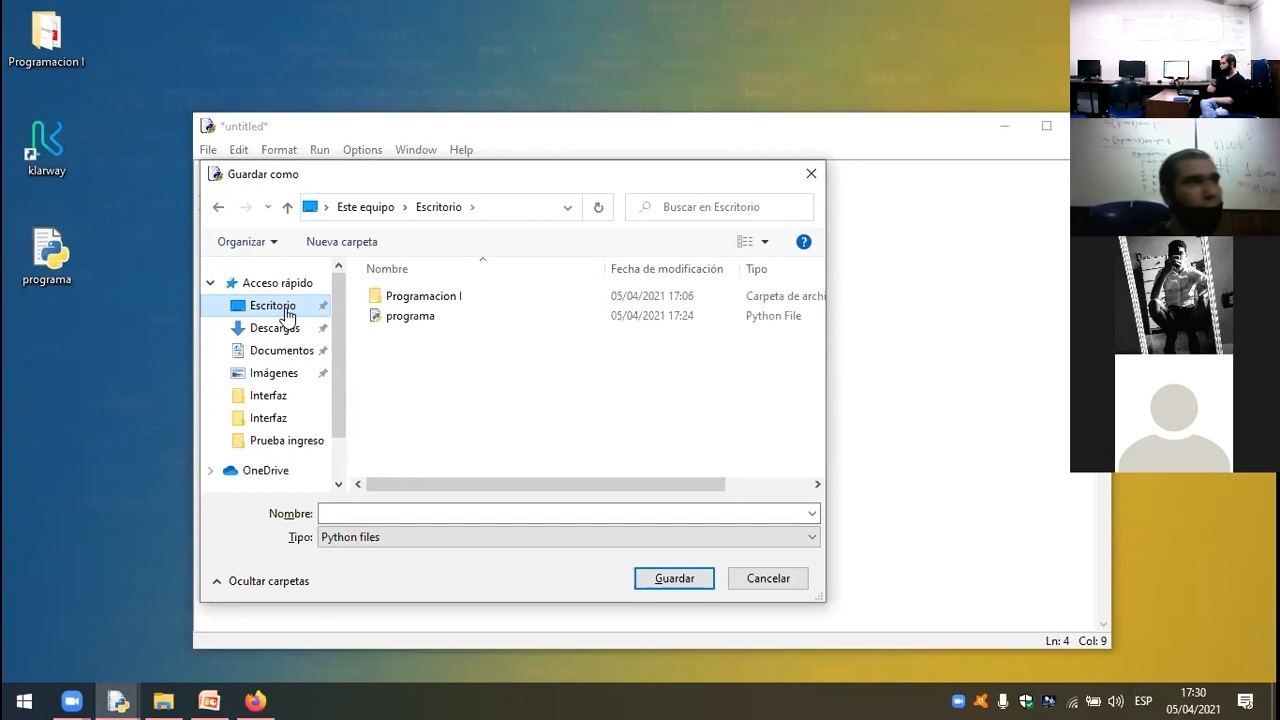 Programacion I
klarway
programa
*untitled*
File Edit Format Run Options Window Help
Guardar como
Este equipo Escritorio
Buscar en Escritorio
Organizar Nueva carpeta
Nombre Fecha de modificación Tipo
Acceso rápido
Escritorio
Descargas
Documentos
Imágenes
Interfaz
Interfaz
Prueba ingreso
OneDrive
Programacion I 05/04/2021 17:06 Carpeta de archi
programa 05/04/2021 17:24 Python File
Nombre:
Tipo: Python files
Ocultar carpetas
Guardar Cancelar
Ln: 4 Col: 9
ESP
17:30
05/04/2021